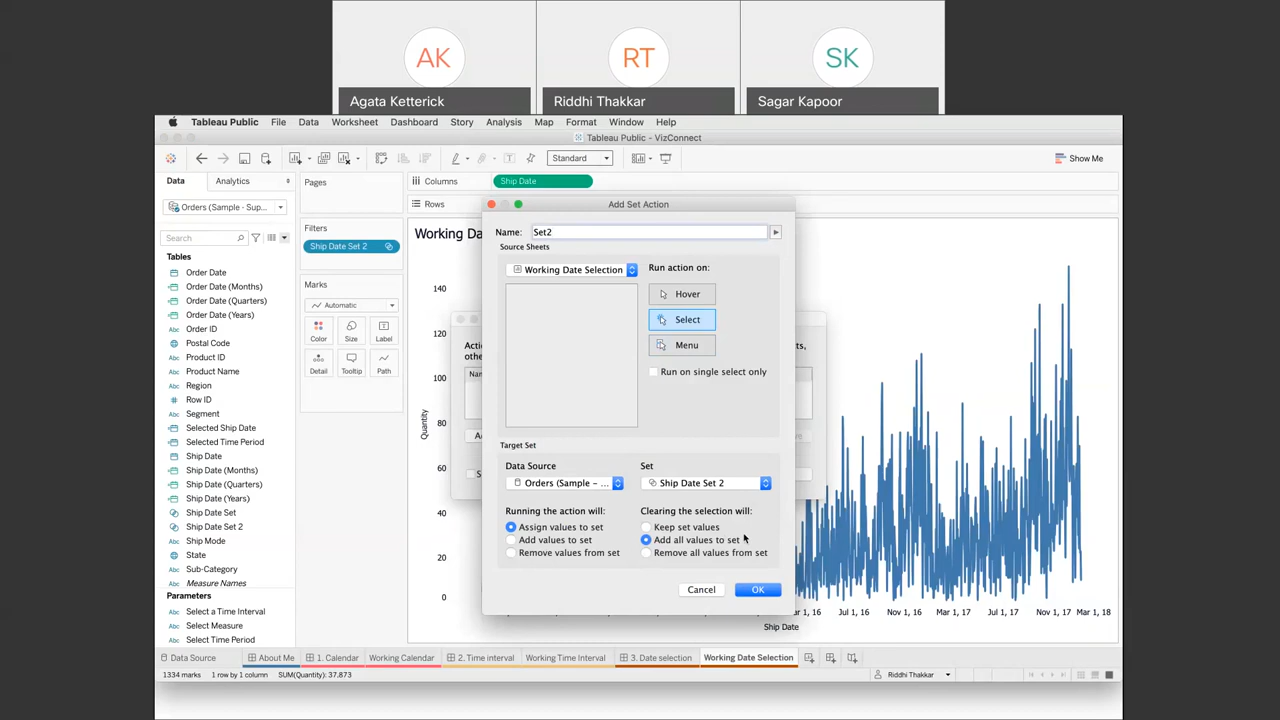 AK
RT
SK
Agata Ketterick
Riddhi Thakkar
Sagar Kapoor
Tableau Public File Data Worksheet Dashboard Story Analysis Map Format Window Help
Tableau Public - VizConnect
Standard
Show Me
Data Analytics
Pages
Columns Ship Date
Rows
Orders (Sample - Sup...
Search
Filters
Ship Date Set 2
Tables
Order Date
Order Date (Months)
Order Date (Quarters)
Order Date (Years)
Abc Order ID
Postal Code
Abc Product ID
Abc Product Name
Abc Region
# Row ID
Abc Segment
Selected Ship Date
Selected Time Period
Ship Date
Ship Date (Months)
Ship Date (Quarters)
Ship Date (Years)
Ship Date Set
Ship Date Set 2
Abc Ship Mode
State
Abc Sub-Category
Abc Measure Names
Parameters
Select a Time Interval
Select Measure
Select Time Period
Marks
Automatic
Color Size Label
Detail Tooltip Path
Working Da
Quantity
140
120
100
80
60
40
20
0
Add Set Action
Name: Set2
Source Sheets
Working Date Selection
Run action on:
Hover
Select
Menu
Run on single select only
Target Set
Data Source
Set
Orders (Sample – ...
Ship Date Set 2
Running the action will:
Clearing the selection will:
Assign values to set
Keep set values
Add values to set
Add all values to set
Remove values from set
Remove all values from set
Cancel OK
Mar 1, 16 Jul 1, 16 Nov 1, 16 Mar 1, 17 Jul 1, 17 Nov 1, 17 Mar 1, 18
Ship Date
Data Source About Me 1. Calendar Working Calendar 2. Time interval Working Time Interval 3. Date selection Working Date Selection
1334 marks 1 row by 1 column SUM(Quantity): 37,873
Riddhi Thakkar